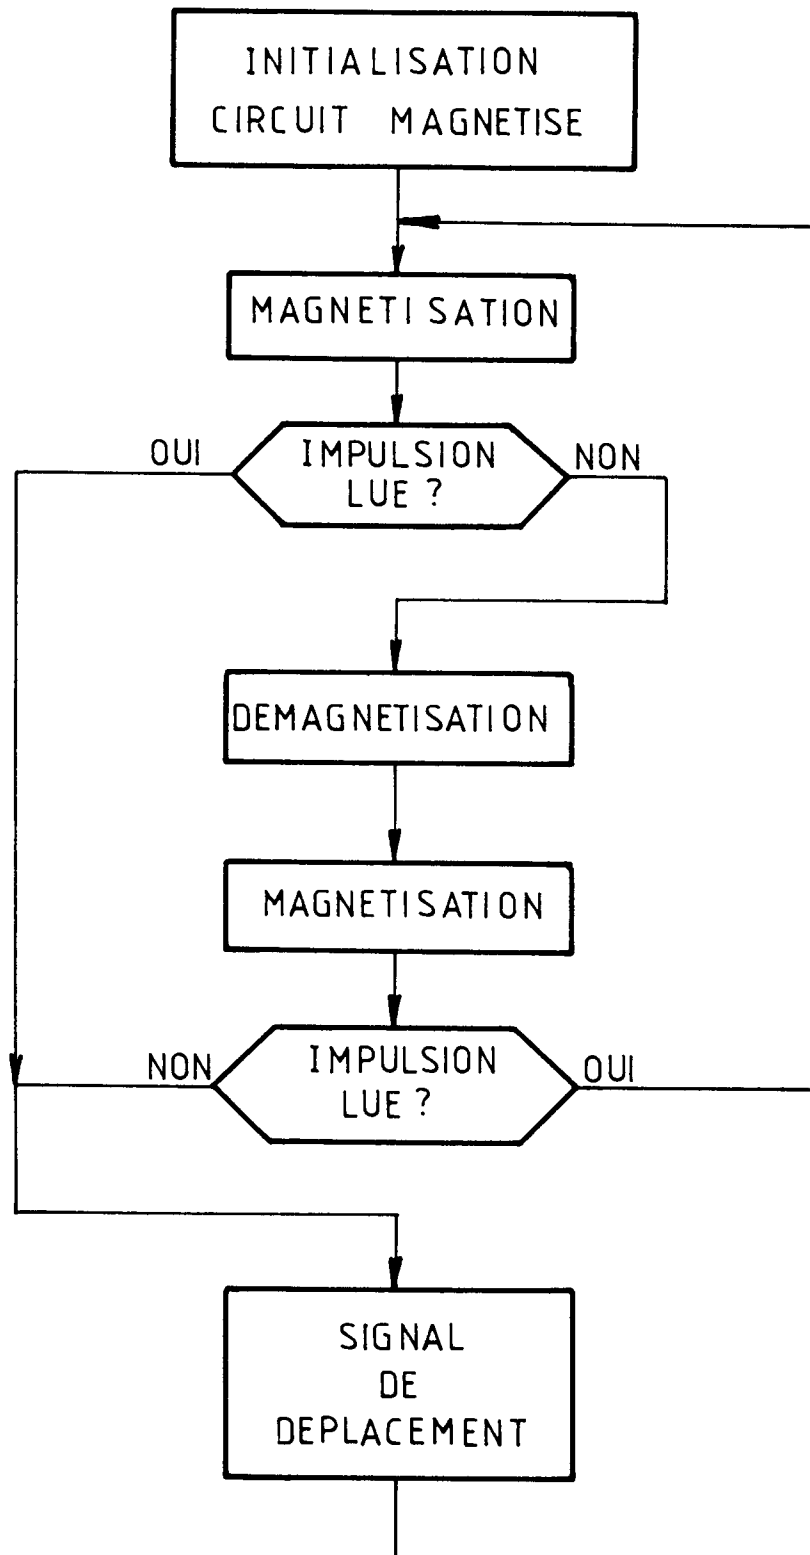 INITIALISATION
CIRCUIT MAGNETISE
MAGNETISATION
OUI
IMPULSION
LUE ?
NON
DEMAGNETISATION
MAGNETISATION
NON
IMPULSION
LUE ?
OUI
SIGNAL
DE
DEPLACEMENT